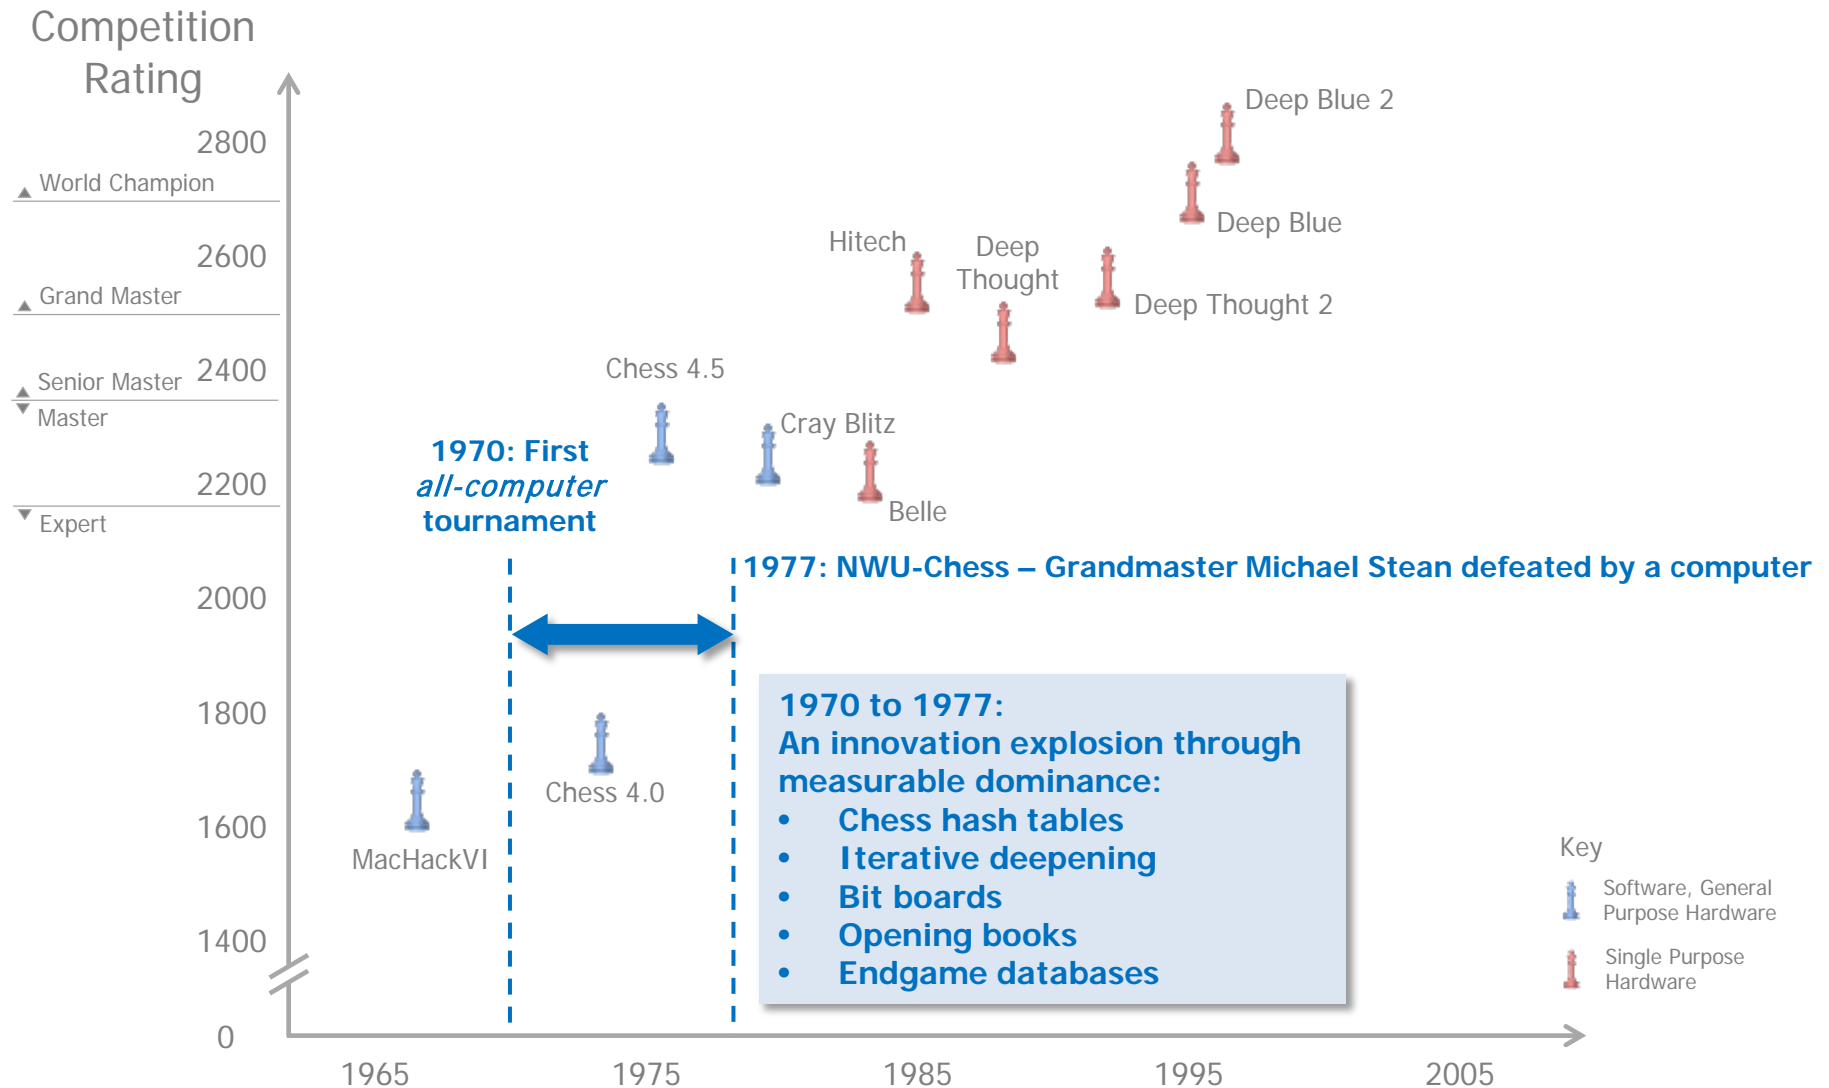 Competition
Rating
2800
World Champion
2600
Grand Master
2400
Senior Master
Master
2200
Expert
2000
1800
1600
1400
0
1965
1975
1985
1995
2005
Deep Blue 2
Deep Blue
Hitech
Deep
Thought
Deep Thought 2
Chess 4.5
Cray Blitz
Belle
1970: First
all-computer
tournament
1977: NWU-Chess – Grandmaster Michael Stean defeated by a computer
Chess 4.0
MacHackVI
1970 to 1977:
An innovation explosion through
measurable dominance:
• Chess hash tables
• Iterative deepening
• Bit boards
• Opening books
• Endgame databases
Key
Software, General
Purpose Hardware
Single Purpose
Hardware